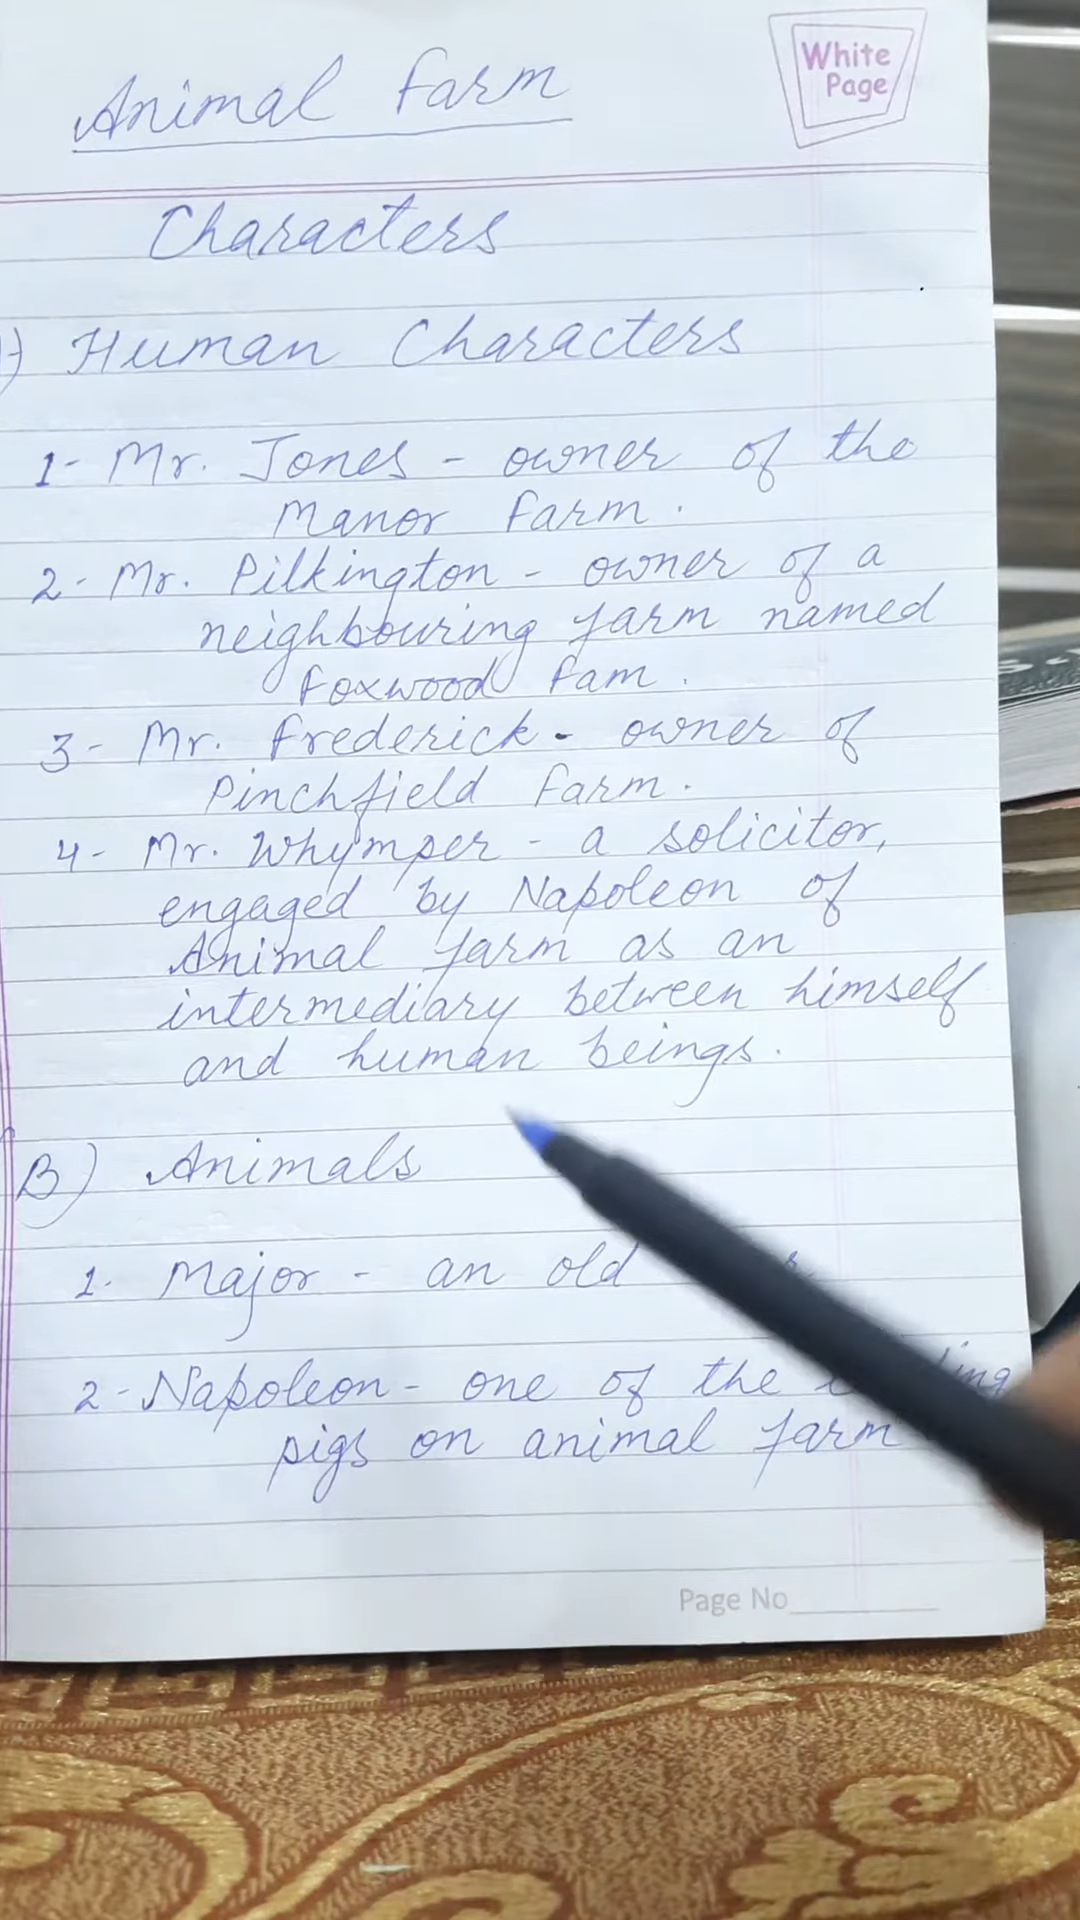 Animal Farm
White
Page
Characters
) Human Characters
1- Mr. Jones - owner of the
Manor Farm.
2- Mr. Pilkington - owner of a
neighbouring farm named
Foxwood Fam.
3- Mr. Frederick - owner of
Pinchfield Farm.
4- Mr. Whymper - a solicitor,
engaged by Napoleon of
Animal farm as an
intermediary between himself
and human beings.
B) Animals
1. Major - an old
2- Napoleon - one of the
pigs on animal farm
Page No